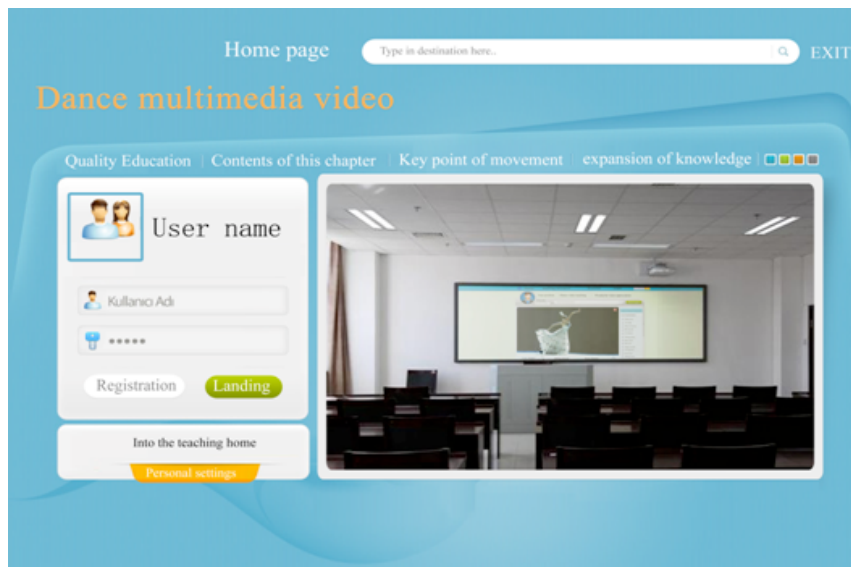 Home page
Type in destination here..
EXIT
Dance multimedia video
Quality Education
Contents of this chapter
Key point of movement
expansion of knowledge
User name
Kullanıcı Adı
*****
Registration
Landing
Into the teaching home
Personal settings